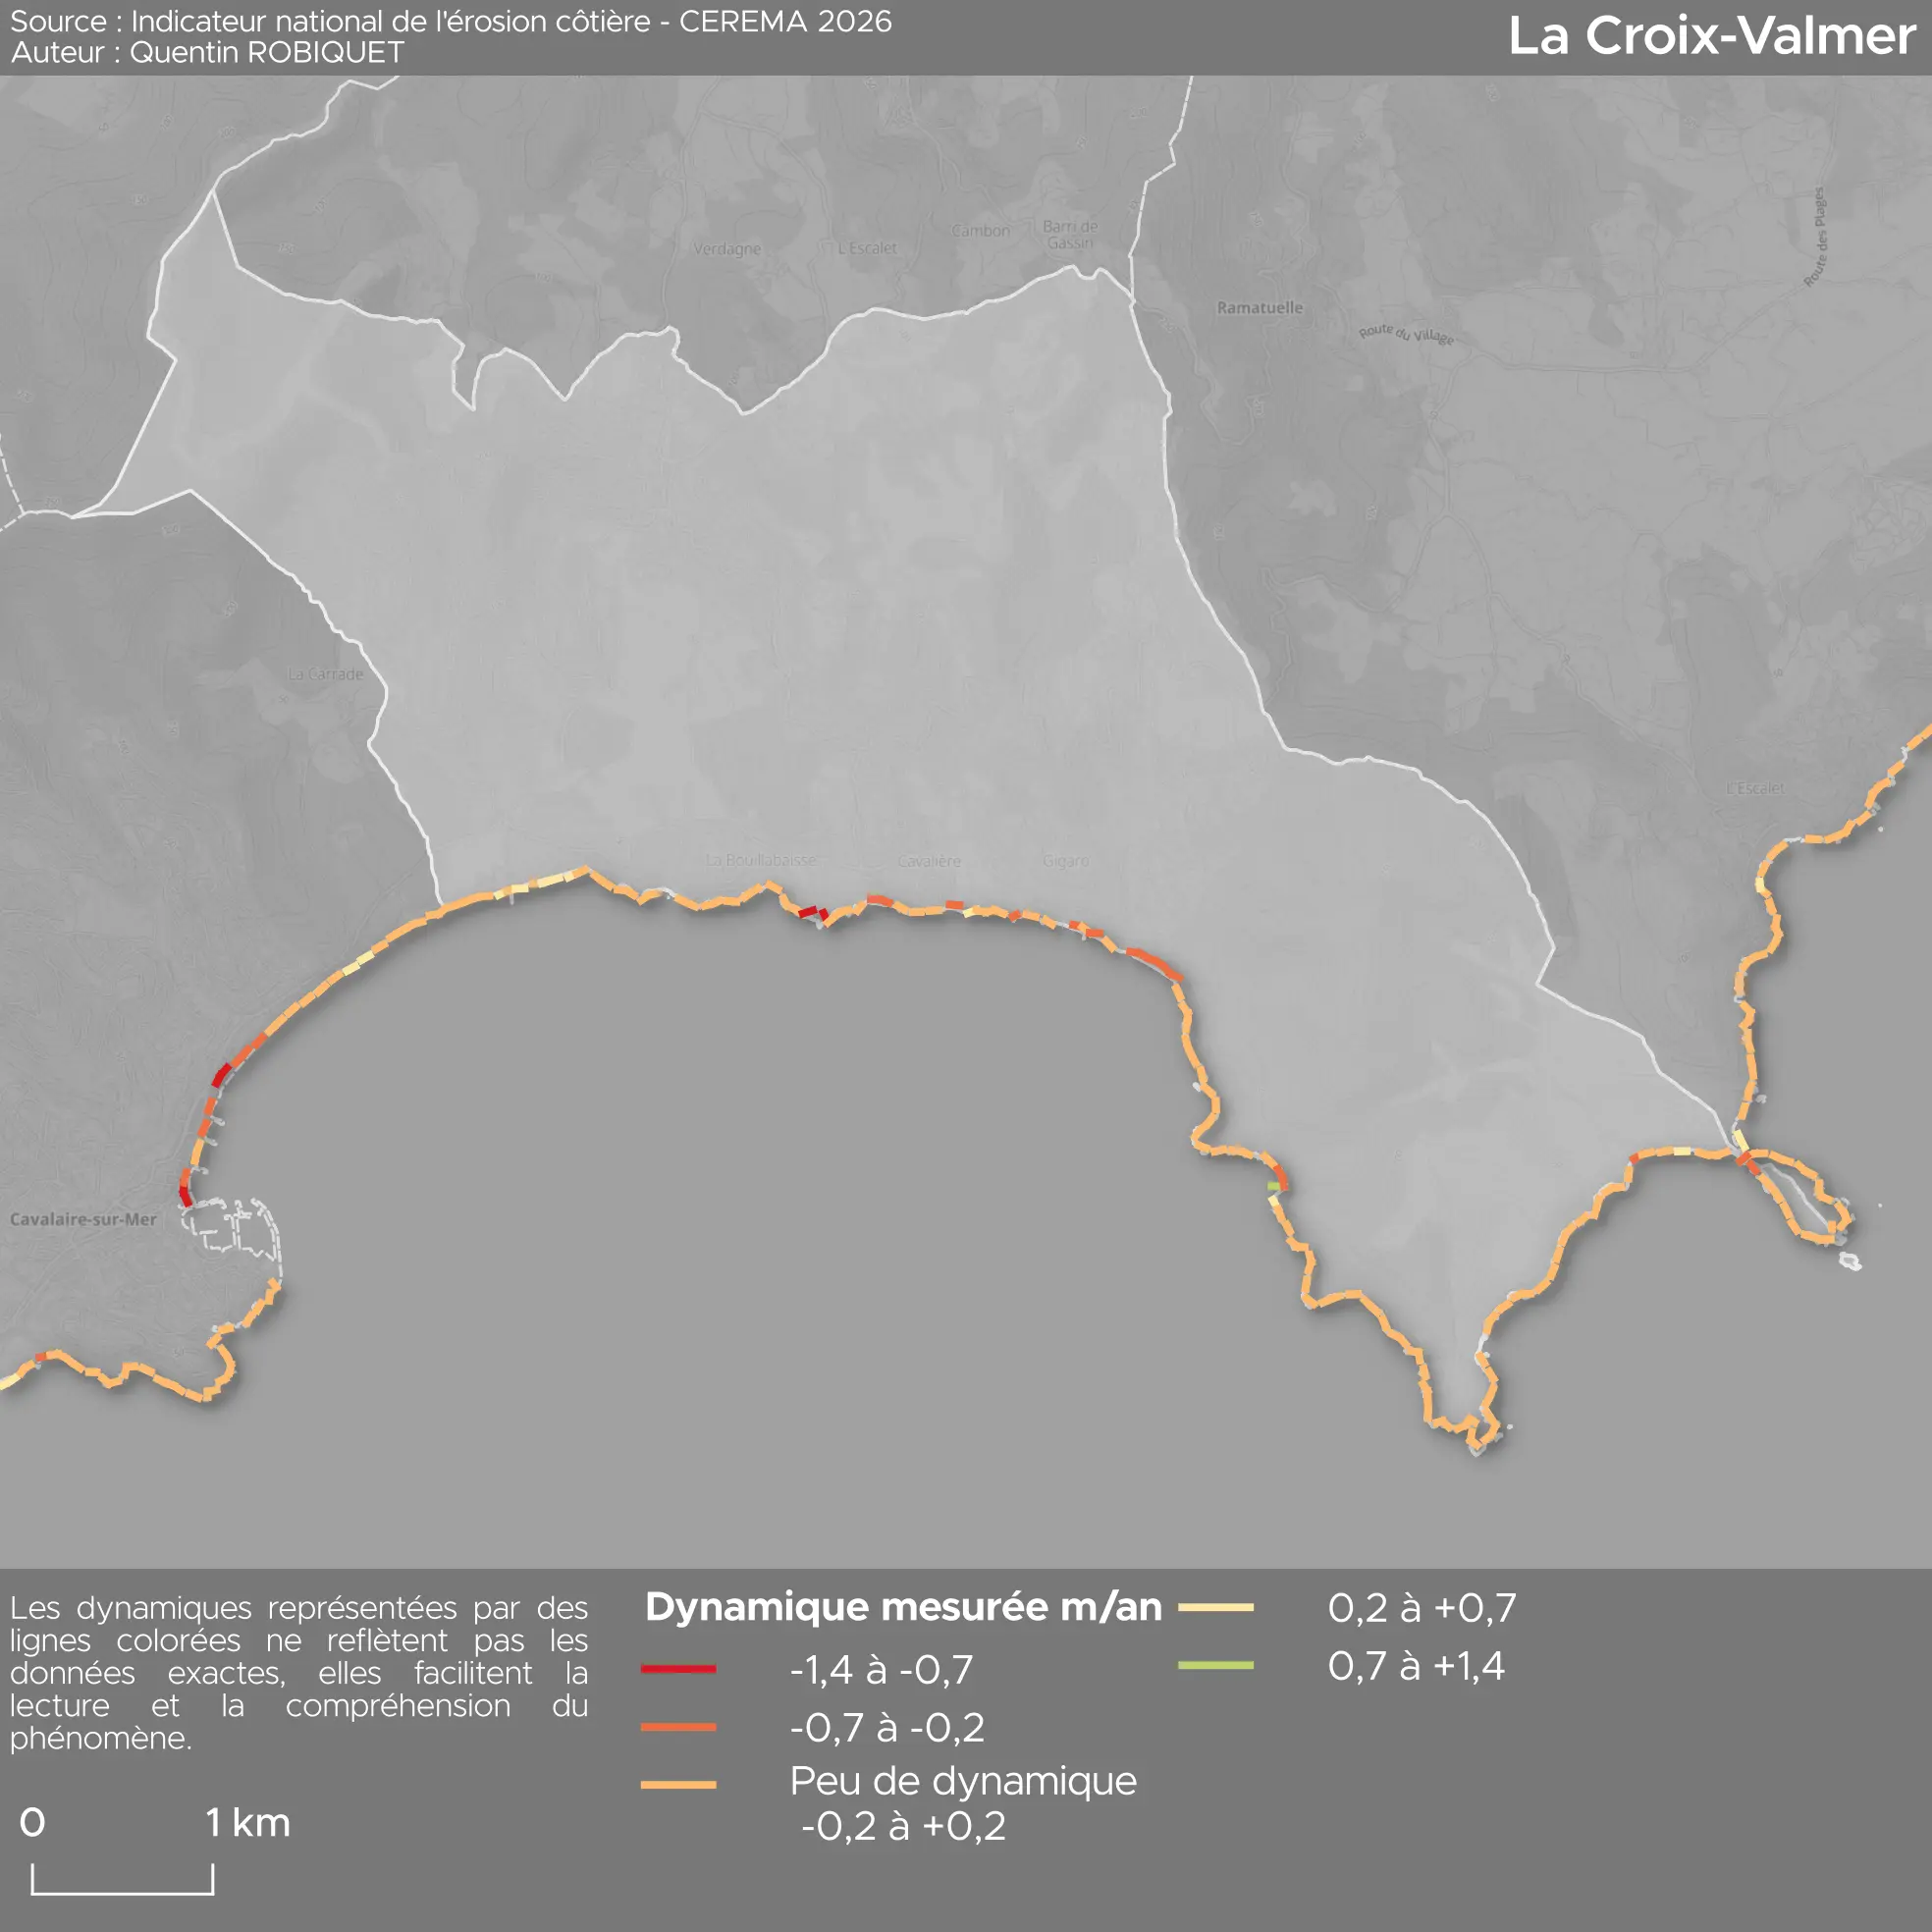 Source : Indicateur national de l'érosion côtière - CEREMA 2026
Auteur : Quentin ROBIQUET
La Croix-Valmer
Route des Plages
Verdagne
L'Escalet
Cambon
Barri de
Gassin
Ramatuelle
Route du Village
La Carrade
L'Escalet
La Bouillabaisse
Cavalière
Gigaro
Cavalaire-sur-Mer
Les dynamiques représentées par des
lignes colorées ne reflètent pas les
données exactes, elles facilitent la
lecture et la compréhension du
phénomène.
0 1 km
Dynamique mesurée m/an
-1,4 à -0,7
-0,7 à -0,2
Peu de dynamique
-0,2 à +0,2
0,2 à +0,7
0,7 à +1,4